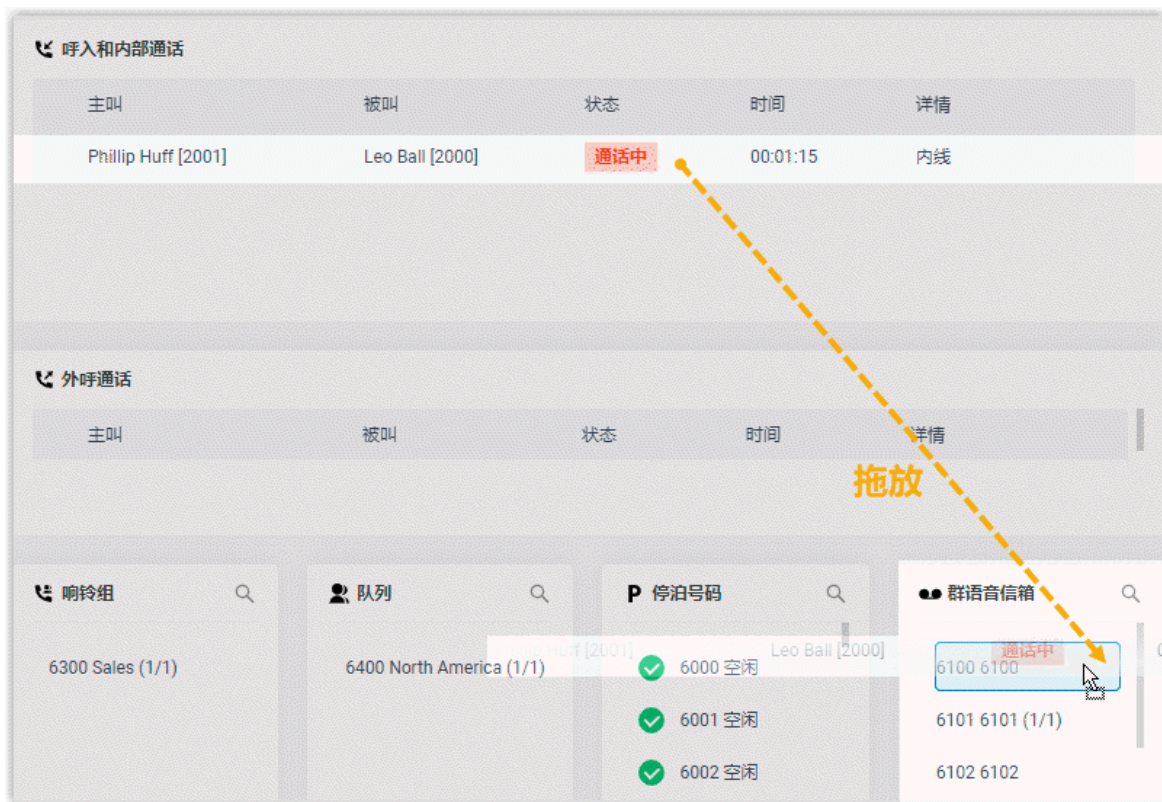 呼入和内部通话
主叫 被叫 状态 时间 详情
Phillip Huff [2001] Leo Ball [2000] 通话中 00:01:15 内线
外呼通话
主叫 被叫 状态 时间 详情
拖放
响铃组 队列 P 停泊号码 群语音信箱
Leo Ball [2000] 通话中
6300 Sales (1/1) 6400 North America (1/1) 6000 空闲 6100 6100
6001 空闲 6101 6101 (1/1)
6002 空闲 6102 6102